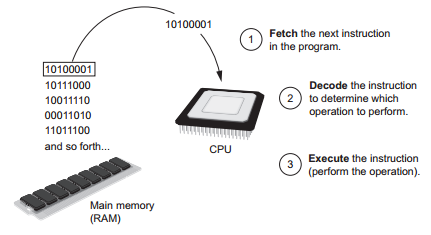 10100001
1 Fetch the next instruction
in the program.
10100001
10111000
10011110
00011010
11011100
and so forth...
2 Decode the instruction
to determine which
operation to perform.
CPU
3 Execute the instruction
(perform the operation).
Main memory
(RAM)